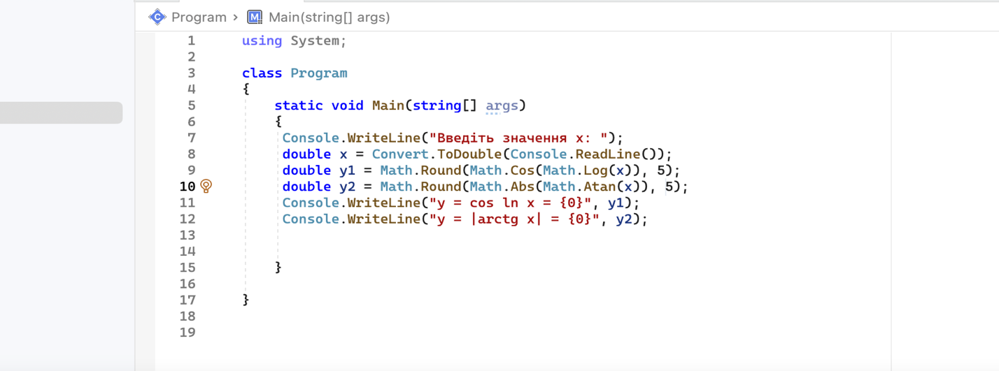 Program > Main(string[] args)
1 using System;
2
3 class Program
4 {
5 static void Main(string[] args)
6 {
7 Console.WriteLine("Введіть значення x: ");
8 double x = Convert.ToDouble(Console.ReadLine());
9 double y1 = Math.Round(Math.Cos(Math.Log(x)), 5);
10 double y2 = Math.Round(Math.Abs(Math.Atan(x)), 5);
11 Console.WriteLine("y = cos ln x = {0}", y1);
12 Console.WriteLine("y = |arctg x| = {0}", y2);
13
14
15 }
16
17 }
18
19